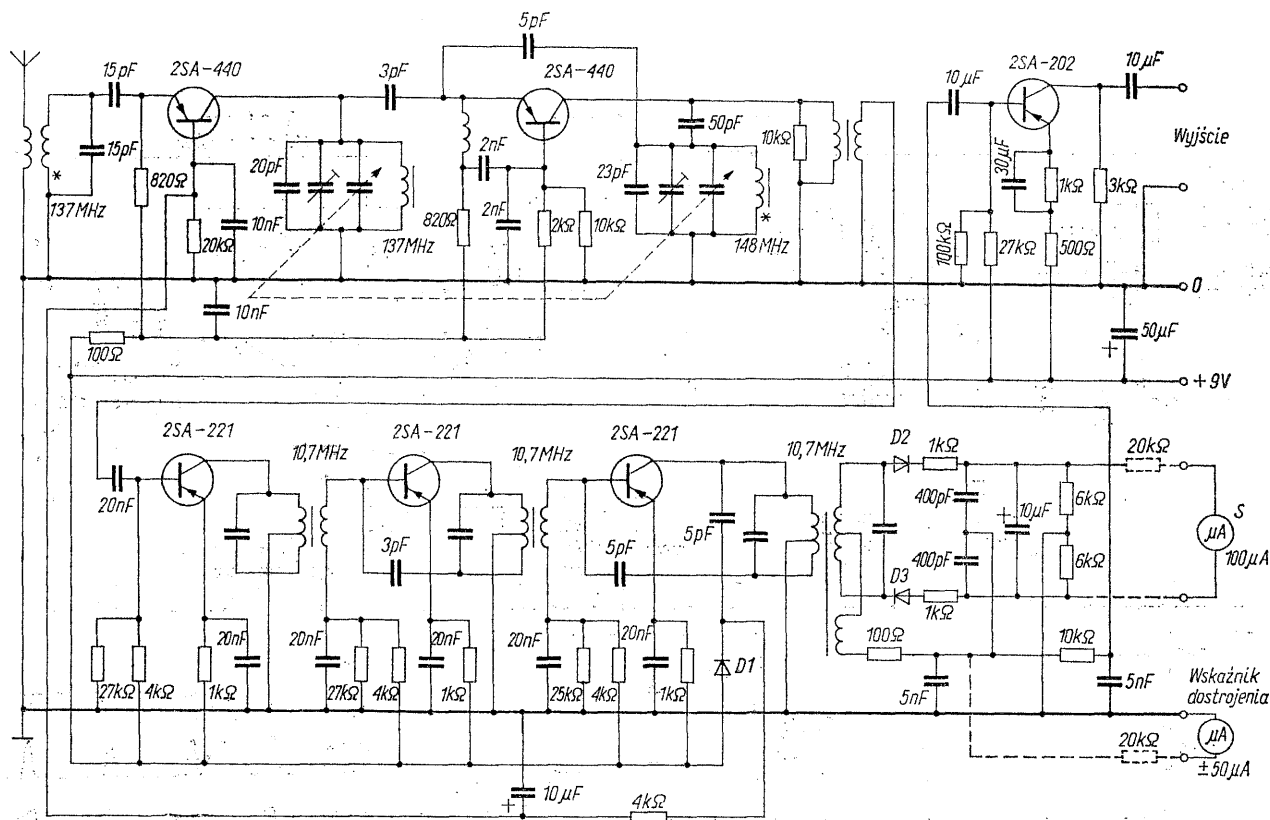 5pF
15pF
2SA-440
3pF
2SA-440
10μF
2SA-202
10μF
15pF
*
137MHz
820Ω
20kΩ
10nF
20pF
137MHz
2nF
820Ω
2nF
2kΩ
10kΩ
50pF
23pF
*
148MHz
10kΩ
30μF
1kΩ
3kΩ
Wyjście
100kΩ
27kΩ
500Ω
10nF
0
100Ω
+
50μF
+9V
2SA-221
10,7MHz
2SA-221
10,7MHz
2SA-221
10,7MHz
D2
1kΩ
20kΩ
20nF
3pF
5pF
5pF
400pF
400pF
+
10μF
6kΩ
6kΩ
S
μA
100μA
D3
1kΩ
27kΩ
4kΩ
1kΩ
20nF
20nF
27kΩ
4kΩ
20nF
1kΩ
20nF
25kΩ
4kΩ
20nF
1kΩ
D1
100Ω
5nF
10kΩ
5nF
Wskaźnik
dostrojenia
20kΩ
μA
±50μA
+
10μF
4kΩ